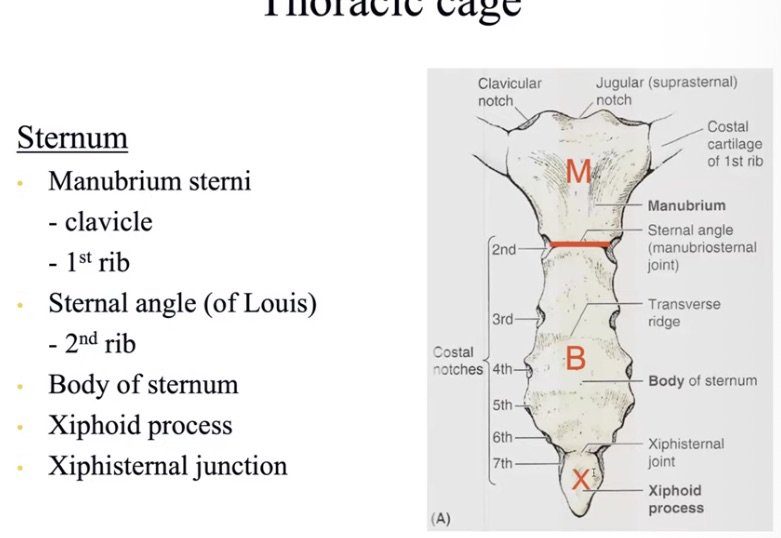 Thoracic cage
Sternum
• Manubrium sterni
- clavicle
- 1st rib
• Sternal angle (of Louis)
- 2nd rib
• Body of sternum
• Xiphoid process
• Xiphisternal junction
Clavicular
notch
Jugular (suprasternal)
notch
Costal
cartilage
of 1st rib
M
Manubrium
Sternal angle
(manubriosternal
joint)
2nd
Transverse
ridge
3rd
Costal
notches
B
4th
Body of sternum
5th
6th
Xiphisternal
joint
7th
X
Xiphoid
process
(A)